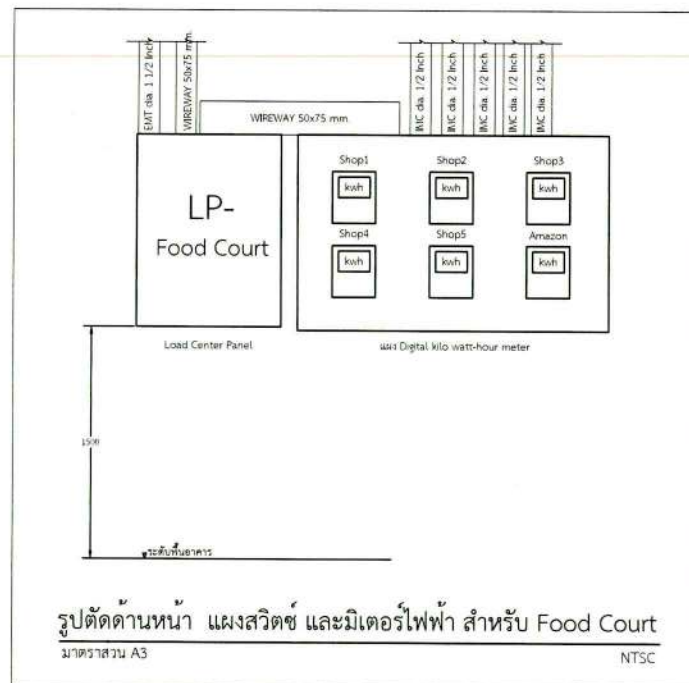 EMT dia. 1 1/2 Inch
WIREWAY 50x75 mm.
IMC dia. 1/2 Inch
IMC dia. 1/2 Inch
IMC dia. 1/2 Inch
IMC dia. 1/2 Inch
IMC dia. 1/2 Inch
WIREWAY 50x75 mm.
LP-
Food Court
Shop1 Shop2 Shop3
kwh kwh kwh
Shop4 Shop5 Amazon
kwh kwh kwh
Load Center Panel
แผง Digital kilo watt-hour meter
1500
ระดับพื้นอาคาร
รูปตัดด้านหน้า แผงสวิตซ์ และมิเตอร์ไฟฟ้า สำหรับ Food Court
มาตราสวน A3
NTSC